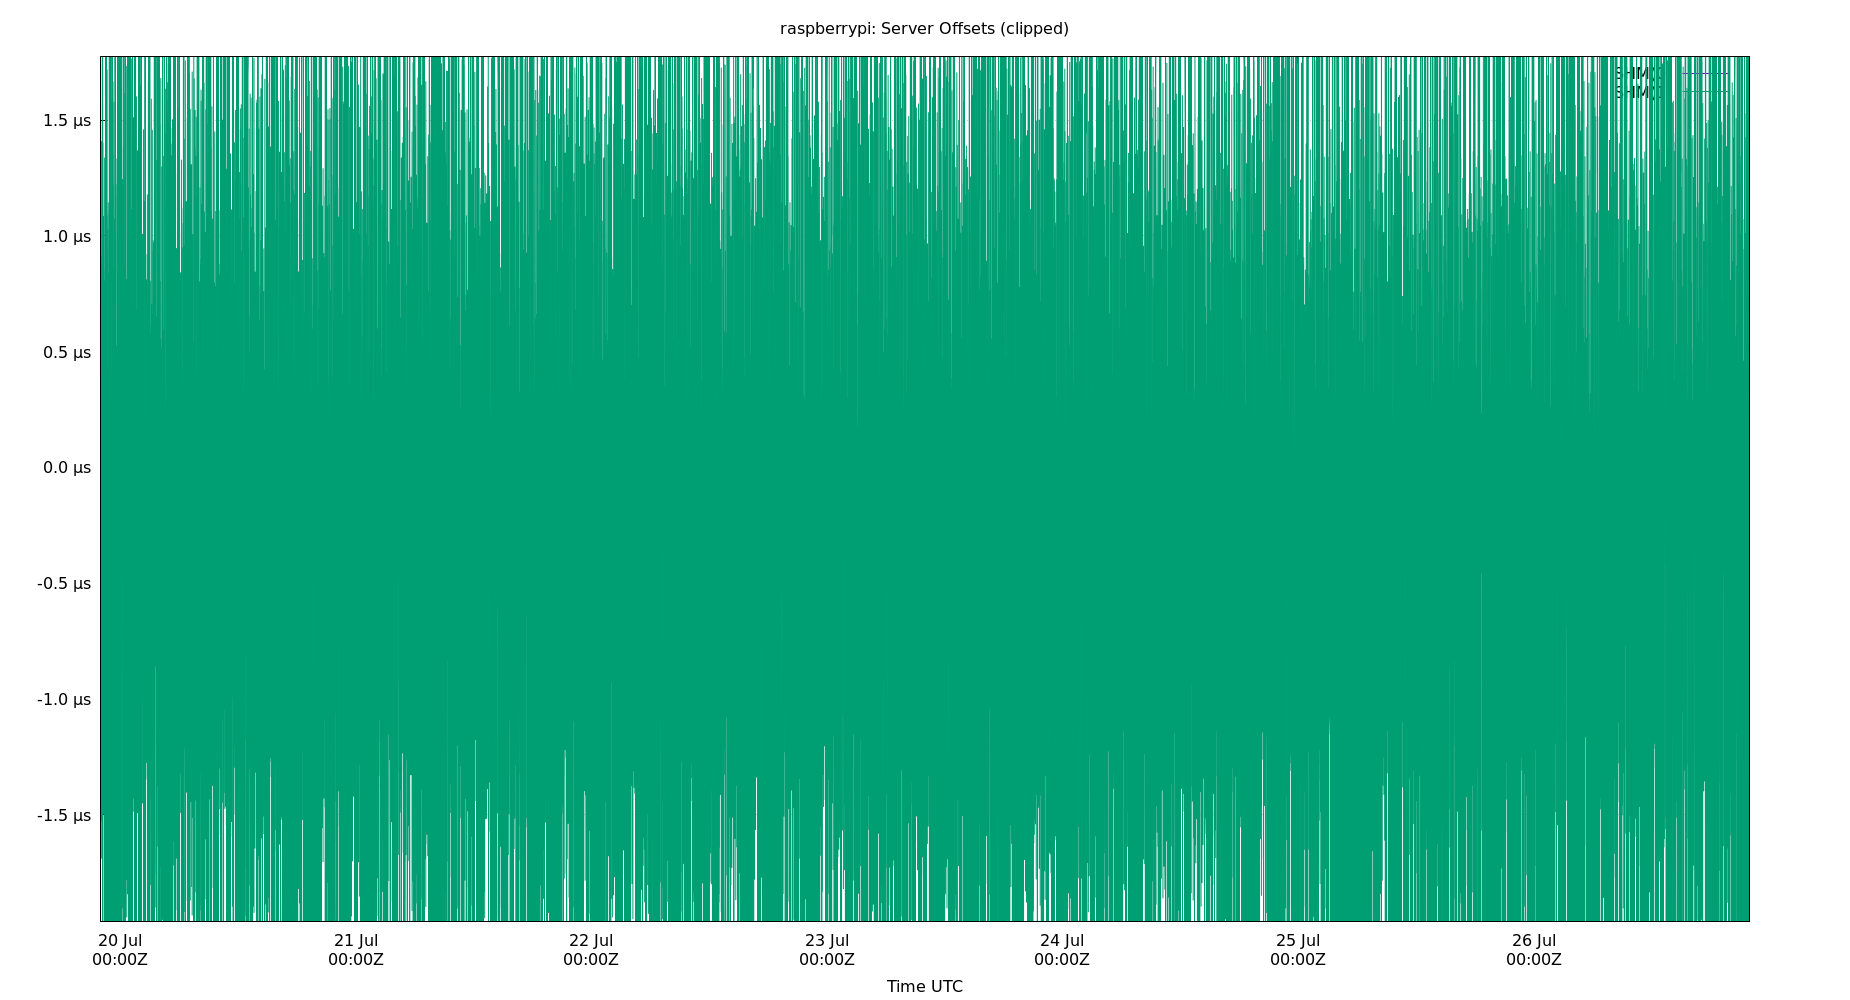 raspberrypi: Server Offsets (clipped)
1.5 µs
1.0 µs
0.5 µs
0.0 µs
-0.5 µs
-1.0 µs
-1.5 µs
20 Jul
00:00Z
21 Jul
00:00Z
22 Jul
00:00Z
23 Jul
00:00Z
24 Jul
00:00Z
25 Jul
00:00Z
26 Jul
00:00Z
Time UTC